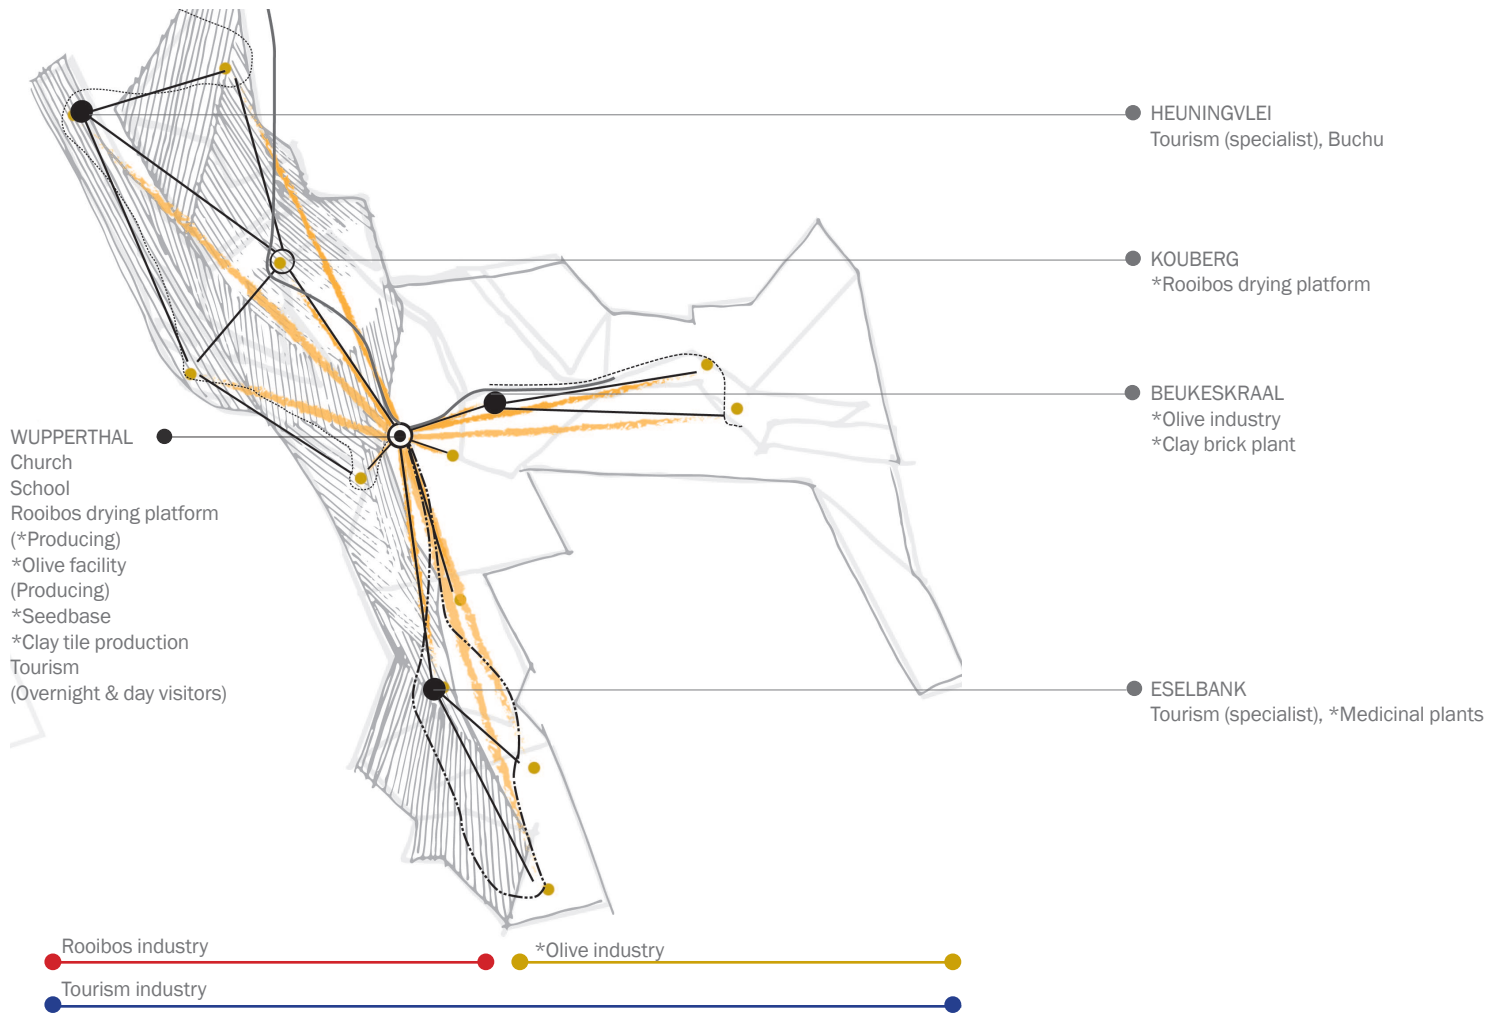 HEUNINGVLEI
Tourism (specialist), Buchu
KOUBERG
*Rooibos drying platform
BEUKESKRAAL
*Olive industry
*Clay brick plant
WUPPERTHAL
Church
School
Rooibos drying platform
(*Producing)
*Olive facility
(Producing)
*Seedbase
*Clay tile production
Tourism
(Overnight & day visitors)
ESELBANK
Tourism (specialist), *Medicinal plants
Rooibos industry
*Olive industry
Tourism industry